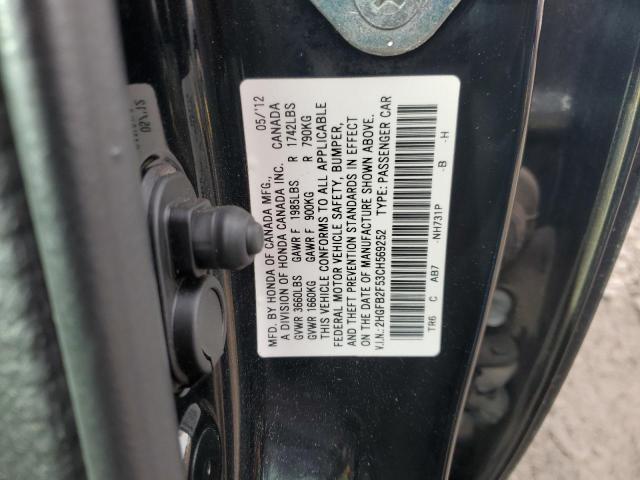 MFD. BY HONDA OF CANADA MFG. 05/'12
A DIVISION OF HONDA CANADA INC. CANADA
GVWR 3660LBS GAWR F 1985LBS R 1742LBS
GVWR 1660KG GAWR F 900KG R 790KG
THIS VEHICLE CONFORMS TO ALL APPLICABLE
FEDERAL MOTOR VEHICLE SAFETY, BUMPER,
AND THEFT PREVENTION STANDARDS IN EFFECT
ON THE DATE OF MANUFACTURE SHOWN ABOVE.
V.I.N.: 2HGFB2F53CH569252 TYPE: PASSENGER CAR
TR6 C AB7 -NH731P -B -H